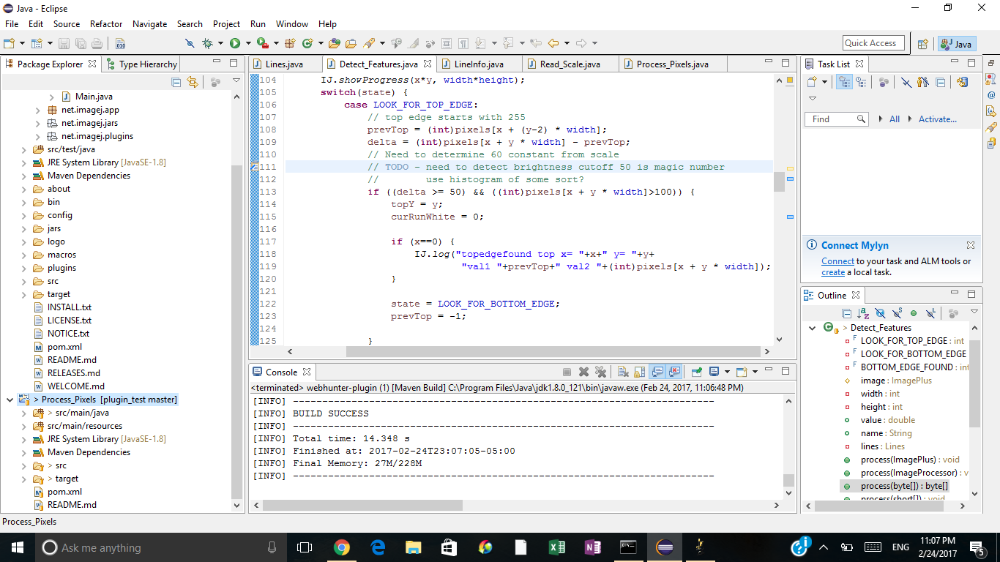 Java - Eclipse
File Edit Source Refactor Navigate Search Project Run Window Help
Quick Access
Java
Package Explorer
Type Hierarchy
Main.java
net.imagej.app
net.imagej.jars
net.imagej.plugins
src/test/java
JRE System Library [JavaSE-1.8]
Maven Dependencies
about
bin
config
jars
logo
macros
plugins
src
target
INSTALL.txt
LICENSE.txt
NOTICE.txt
pom.xml
README.md
RELEASES.md
WELCOME.md
> Process_Pixels [plugin_test master]
> src/main/java
src/main/resources
JRE System Library [JavaSE-1.8]
Maven Dependencies
> src
> target
pom.xml
README.md
Lines.java
Detect_Features.java
LineInfo.java
Read_Scale.java
Process_Pixels.java
104 IJ.showProgress(x*y, width*height);
105 switch(state) {
106 case LOOK_FOR_TOP_EDGE:
107 // top edge starts with 255
108 prevTop = (int)pixels[x + (y-2) * width];
109 delta = (int)pixels[x + y * width] - prevTop;
110 // Need to determine 60 constant from scale
111 // TODO - need to detect brightness cutoff 50 is magic number
112 // use histogram of some sort?
113 if ((delta >= 50) && ((int)pixels[x + y * width]>100)) {
114 topY = y;
115 curRunWhite = 0;
116
117 if (x==0) {
118 IJ.log("topedgefound top x= "+x+" y= "+y+
119 "val1 "+prevTop+" val2 "+(int)pixels[x + y * width]);
120 }
121
122 state = LOOK_FOR_BOTTOM_EDGE;
123 prevTop = -1;
124
125 }
Console
<terminated> webhunter-plugin (1) [Maven Build] C:\Program Files\Java\jdk1.8.0_121\bin\javaw.exe (Feb 24, 2017, 11:06:48 PM)
[INFO] ------------------------------------------------------------------------
[INFO] BUILD SUCCESS
[INFO] ------------------------------------------------------------------------
[INFO] Total time: 14.348 s
[INFO] Finished at: 2017-02-24T23:07:05-05:00
[INFO] Final Memory: 27M/228M
[INFO] ------------------------------------------------------------------------
Task List
Find
All
Activate...
Connect Mylyn
Connect to your task and ALM tools or
create a local task.
Outline
> Detect_Features
LOOK_FOR_TOP_EDGE : int
LOOK_FOR_BOTTOM_EDGE
BOTTOM_EDGE_FOUND : int
image : ImagePlus
width : int
height : int
value : double
name : String
lines : Lines
process(ImagePlus) : void
process(ImageProcessor) : v
process(byte[]) : byte[]
process(short[]) : void
Process_Pixels
Ask me anything
ENG
11:07 PM
2/24/2017
5